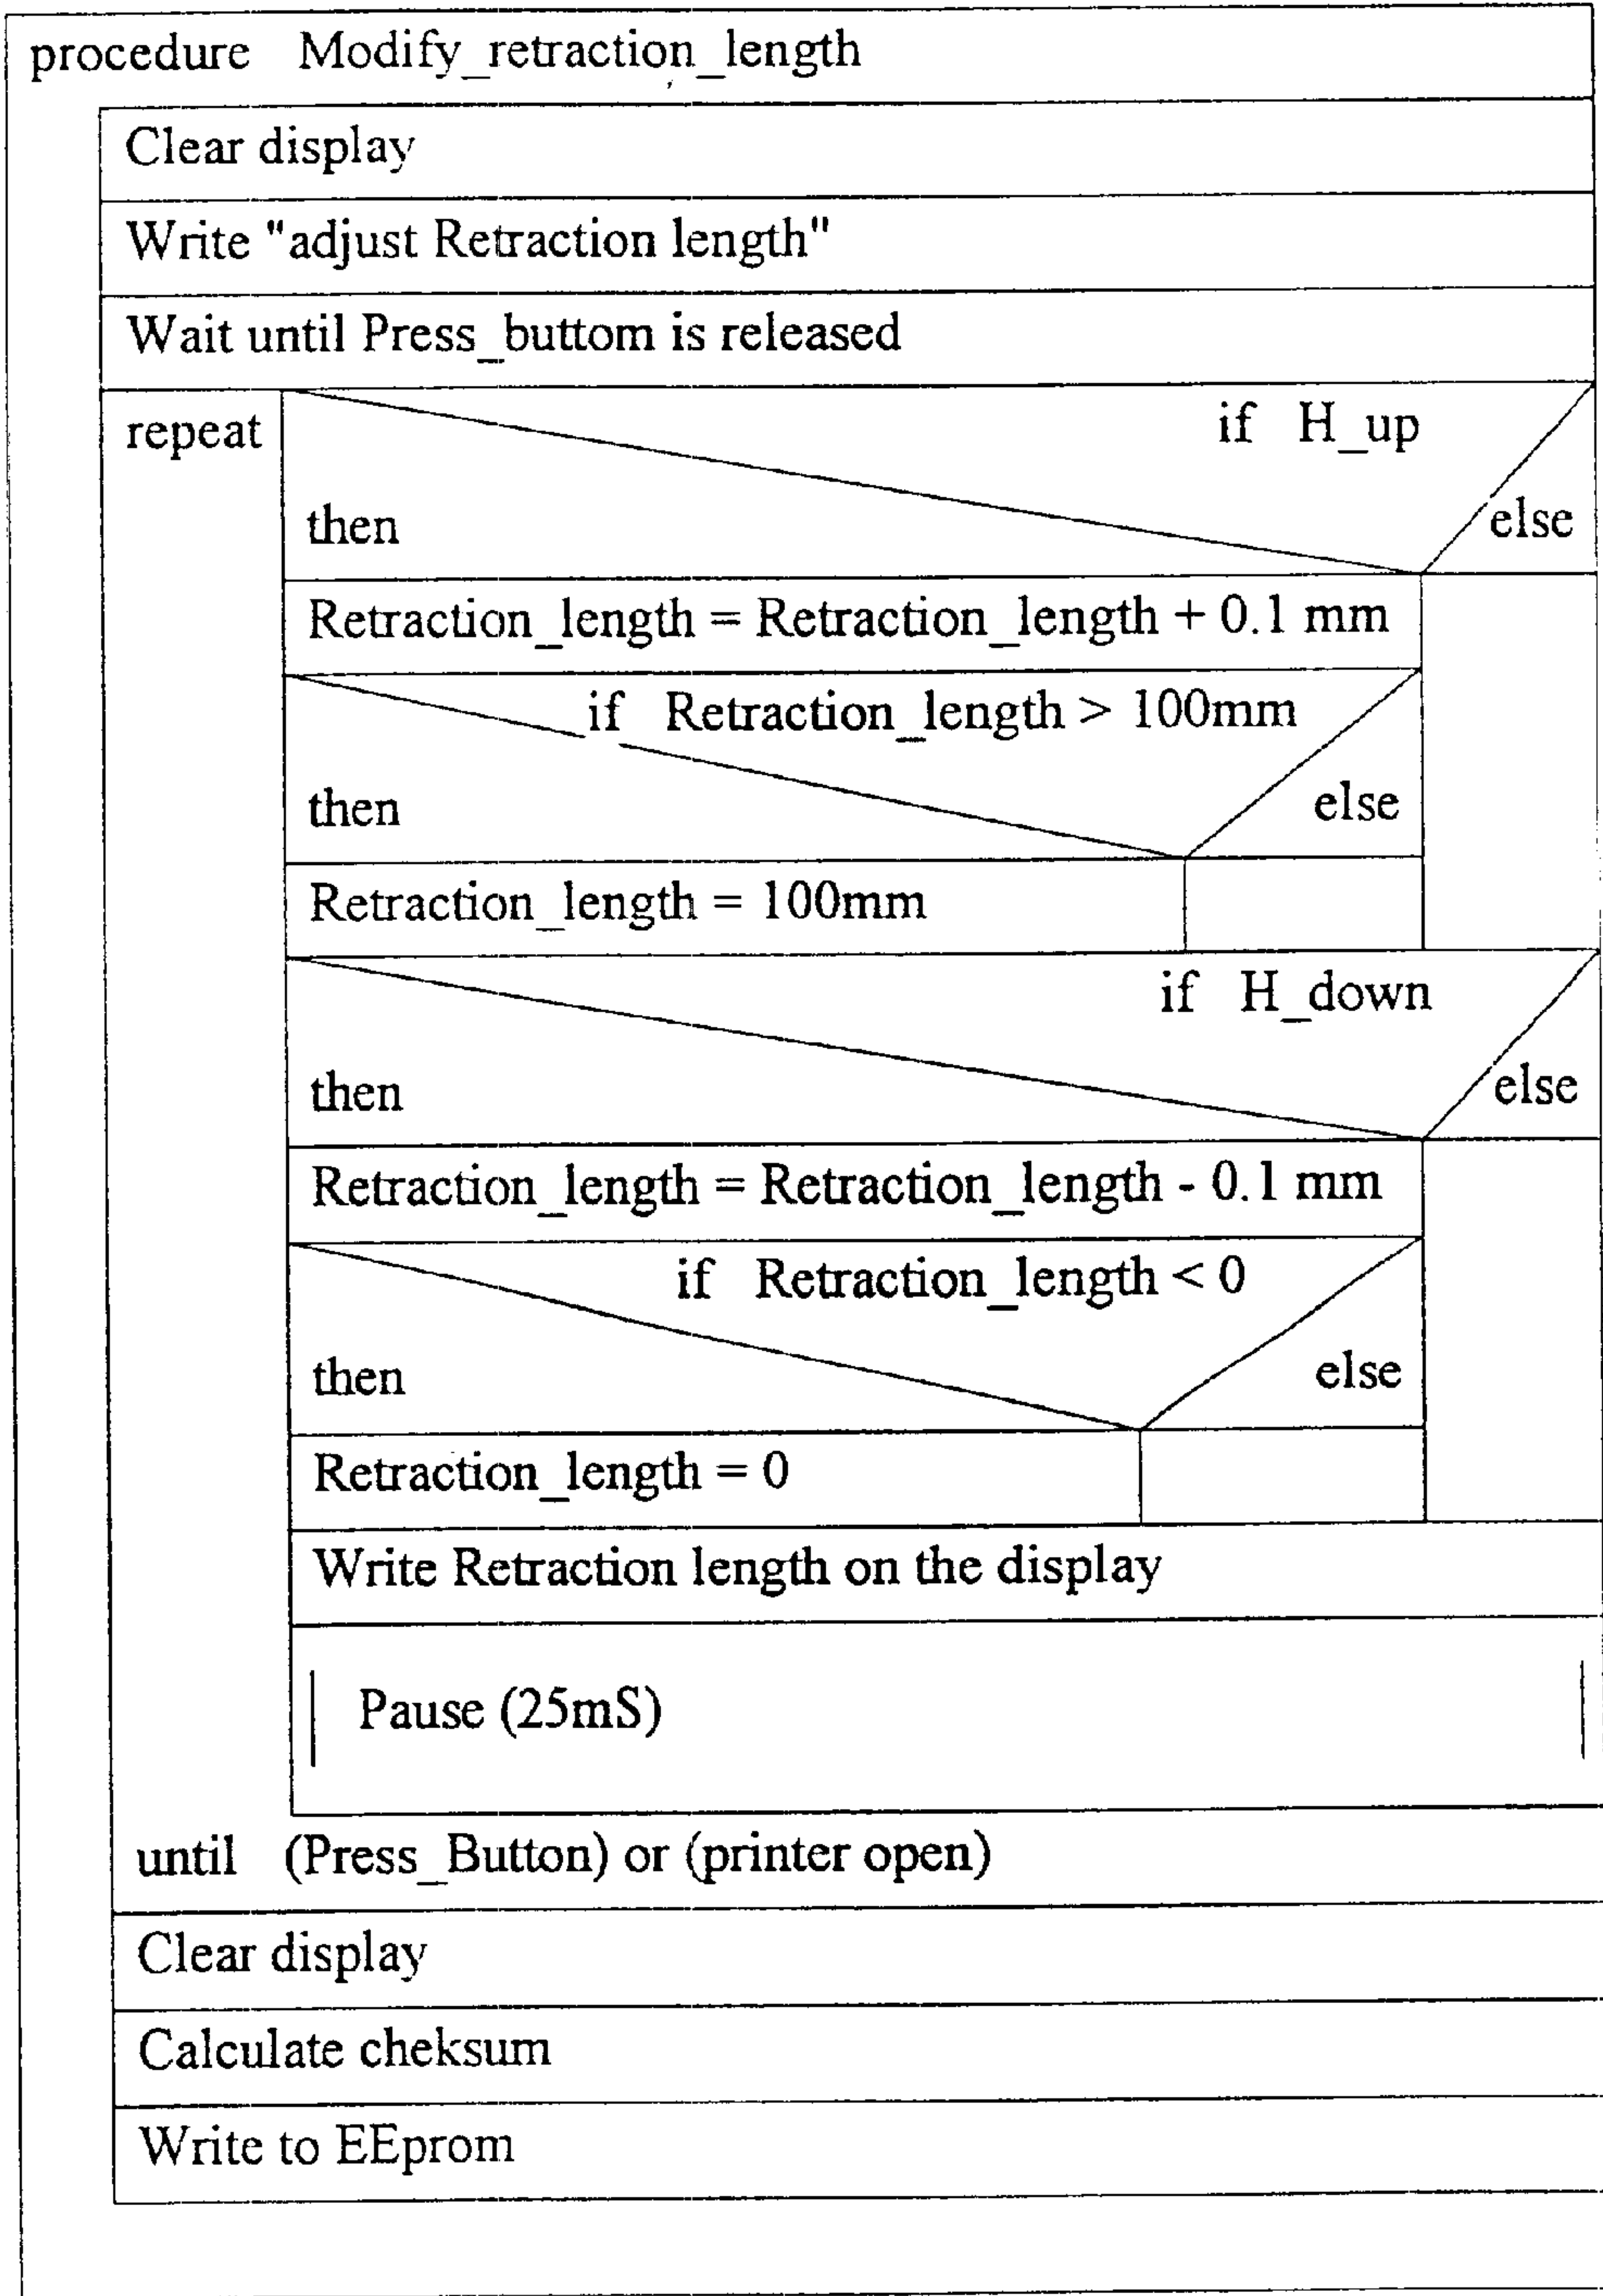 procedure Modify_retraction_length
Clear display
Write "adjust Retraction length"
Wait until Press_buttom is released
repeat if H_up
then else
Retraction_length = Retraction_length + 0.1 mm
if Retraction_length > 100mm
then else
Retraction_length = 100mm
if H_down
then else
Retraction_length = Retraction_length - 0.1 mm
if Retraction_length < 0
then else
Retraction_length = 0
Write Retraction length on the display
Pause (25mS)
until (Press_Button) or (printer open)
Clear display
Calculate cheksum
Write to EEprom